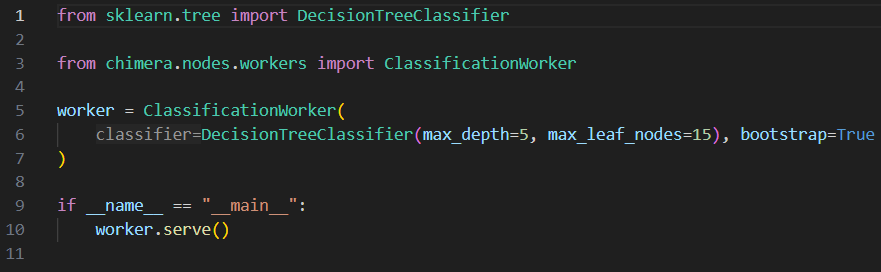 1 from sklearn.tree import DecisionTreeClassifier
2
3 from chimera.nodes.workers import ClassificationWorker
4
5 worker = ClassificationWorker(
6     classifier=DecisionTreeClassifier(max_depth=5, max_leaf_nodes=15), bootstrap=True
7 )
8
9 if __name__ == "__main__":
10     worker.serve()
11